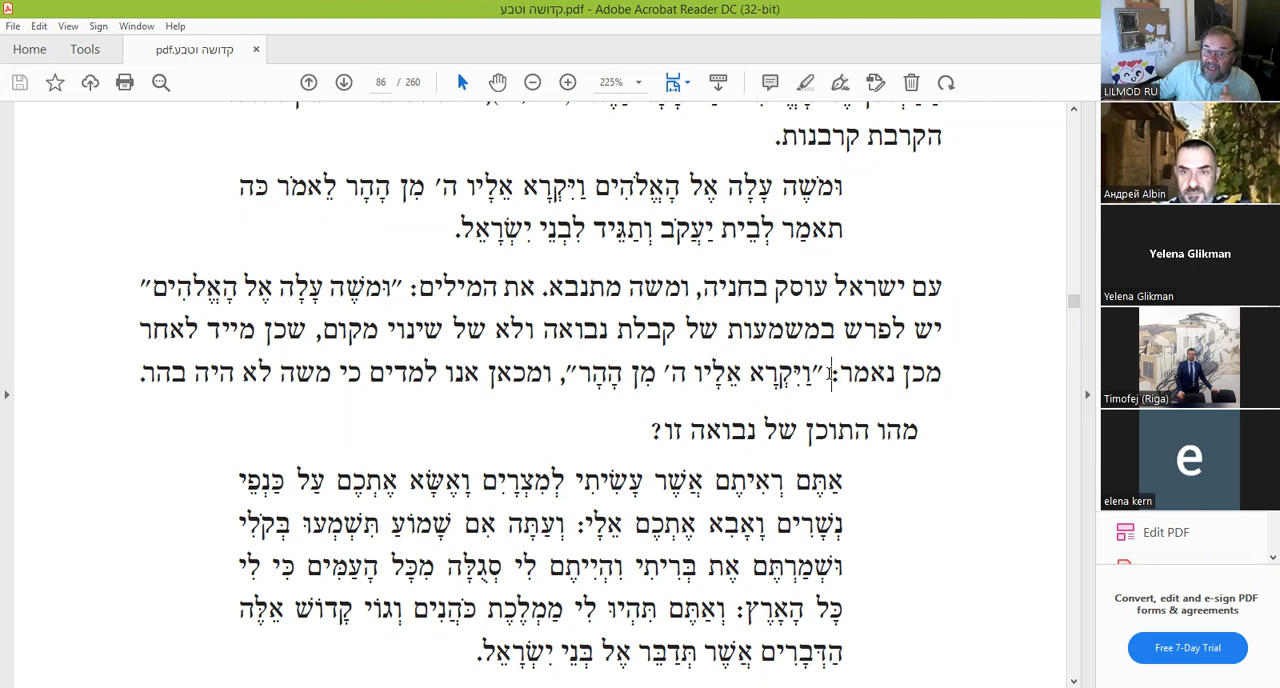 קדושה וטבע.pdf - Adobe Acrobat Reader DC (32-bit)
File Edit View Sign Window Help
Home Tools קדושה וטבע.pdf ×
86 / 260 225%
הקרבת קרבנות.
וּמֹשֶׁה עָלָה אֶל הָאֱלֹהִים וַיִּקְרָא אֵלָיו ה׳ מִן הָהָר לֵאמֹר כֹּה
תֹאמַר לְבֵית יַעֲקֹב וְתַגֵּיד לִבְנֵי יִשְׂרָאֵל.
עם ישראל עוסק בחניה, ומשה מתנבא. את המילים: ״וּמֹשֶׁה עָלָה אֶל הָאֱלֹהִים״
יש לפרש במשמעות של קבלת נבואה ולא של שינוי מקום, שכן מייד לאחר
מכן נאמר: ״וַיִּקְרָא אֵלָיו ה׳ מִן הָהָר״, ומכאן אנו למדים כי משה לא היה בהר.
מהו התוכן של נבואה זו?
אַתֶּם רְאִיתֶם אֲשֶׁר עָשִׂיתִי לְמִצְרָיִם וָאֶשָּׂא אֶתְכֶם עַל כַּנְפֵי
נְשָׁרִים וָאָבִא אֶתְכֶם אֵלָי: וְעַתָּה אִם שָׁמוֹעַ תִּשְׁמְעוּ בְּקֹלִי
וּשְׁמַרְתֶּם אֶת בְּרִיתִי וִהְיִיתֶם לִי סְגֻלָּה מִכָּל הָעַמִּים כִּי לִי
כָּל הָאָרֶץ: וְאַתֶּם תִּהְיוּ לִי מַמְלֶכֶת כֹּהֲנִים וְגוֹי קָדוֹשׁ אֵלֶּה
הַדְּבָרִים אֲשֶׁר תְּדַבֵּר אֶל בְּנֵי יִשְׂרָאֵל.
LILMOD RU
Андрей Albin
Yelena Glikman
Yelena Glikman
Timofej (Riga)
e
elena kern
Edit PDF
Convert, edit and e-sign PDF
forms & agreements
Free 7-Day Trial